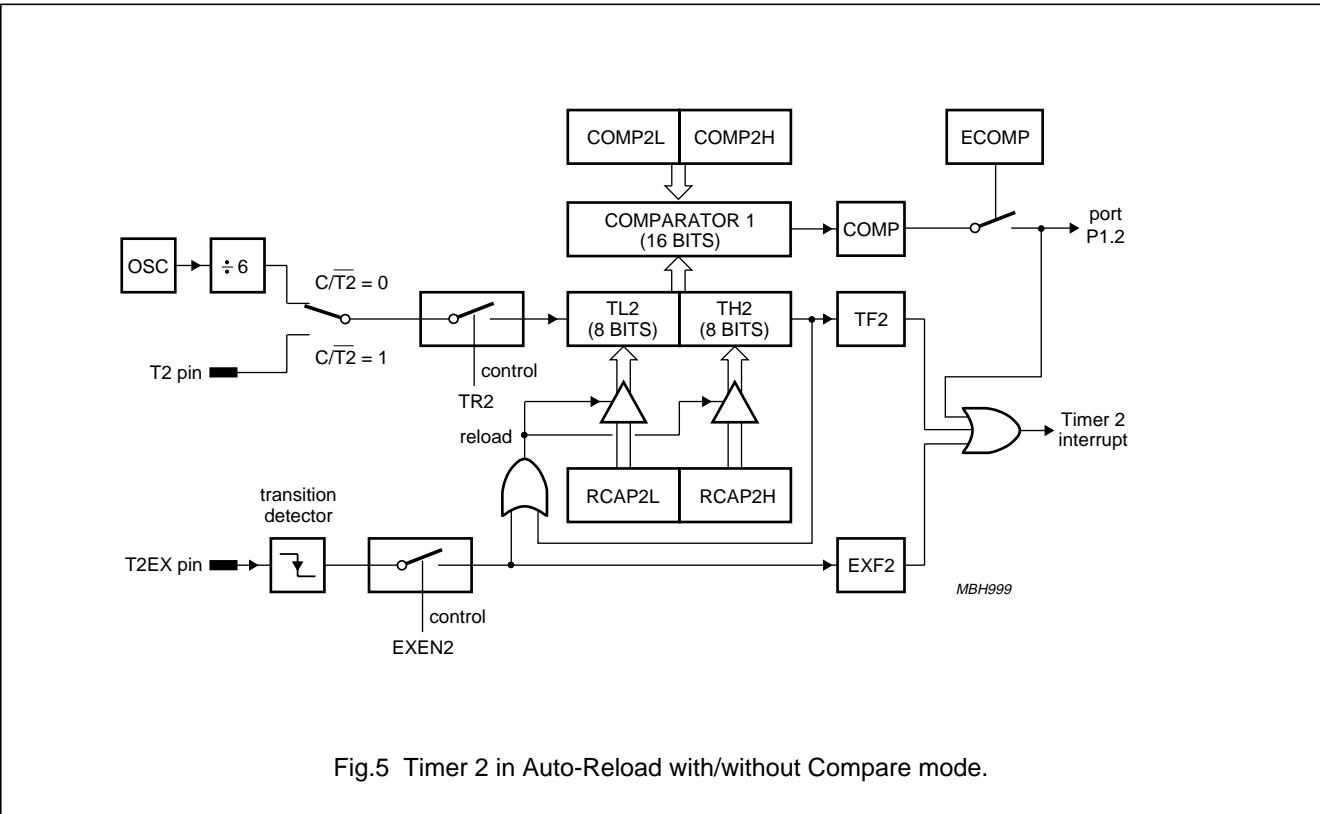 COMP2L COMP2H ECOMP
COMPARATOR 1
(16 BITS)
COMP
port
P1.2
OSC
÷ 6
C/T̅2̅ = 0
TL2
(8 BITS)
TH2
(8 BITS)
TF2
C/T̅2̅ = 1
T2 pin
control
TR2
reload
Timer 2
interrupt
RCAP2L RCAP2H
transition
detector
T2EX pin
EXF2
control
EXEN2
MBH999
Fig.5 Timer 2 in Auto-Reload with/without Compare mode.